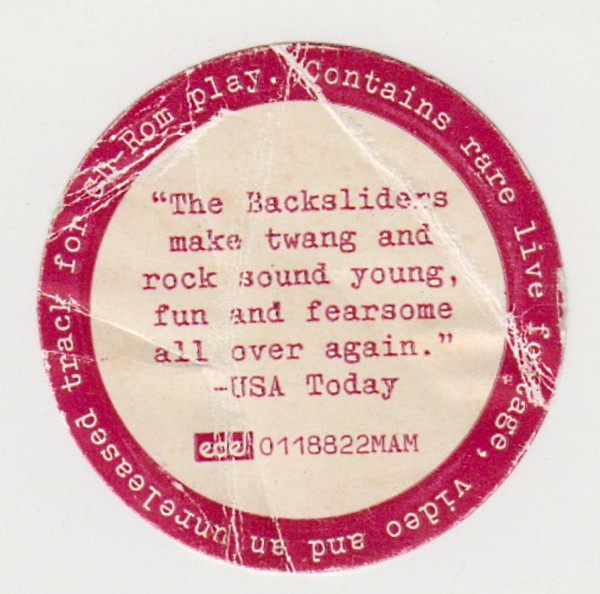 Contains rare live footage, video and an unreleased track for CD-Rom play.
“The Backsliders
make twang and
rock sound young,
fun and fearsome
all over again.”
-USA Today
edel 0118822MAM